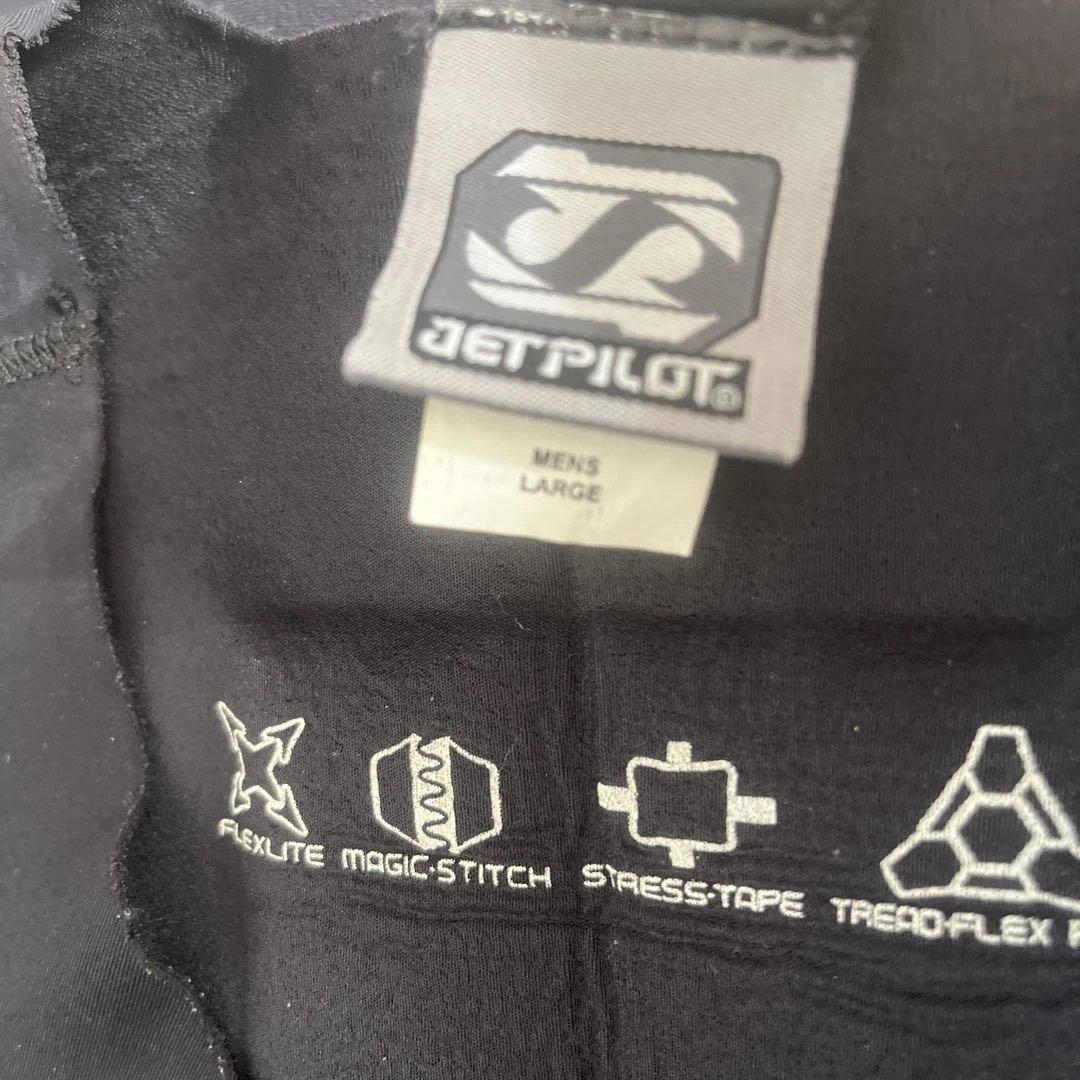 JETPILOT®
MENS
LARGE
FLEXLITE MAGIC·STITCH STRESS·TAPE TREAD·FLEX